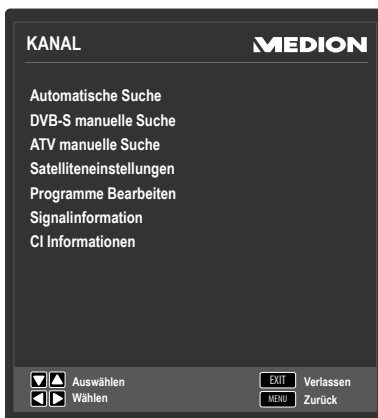 KANAL MEDION
Automatische Suche
DVB-S manuelle Suche
ATV manuelle Suche
Satelliteneinstellungen
Programme Bearbeiten
Signalinformation
CI Informationen
Auswählen EXIT Verlassen
Wählen MENU Zurück